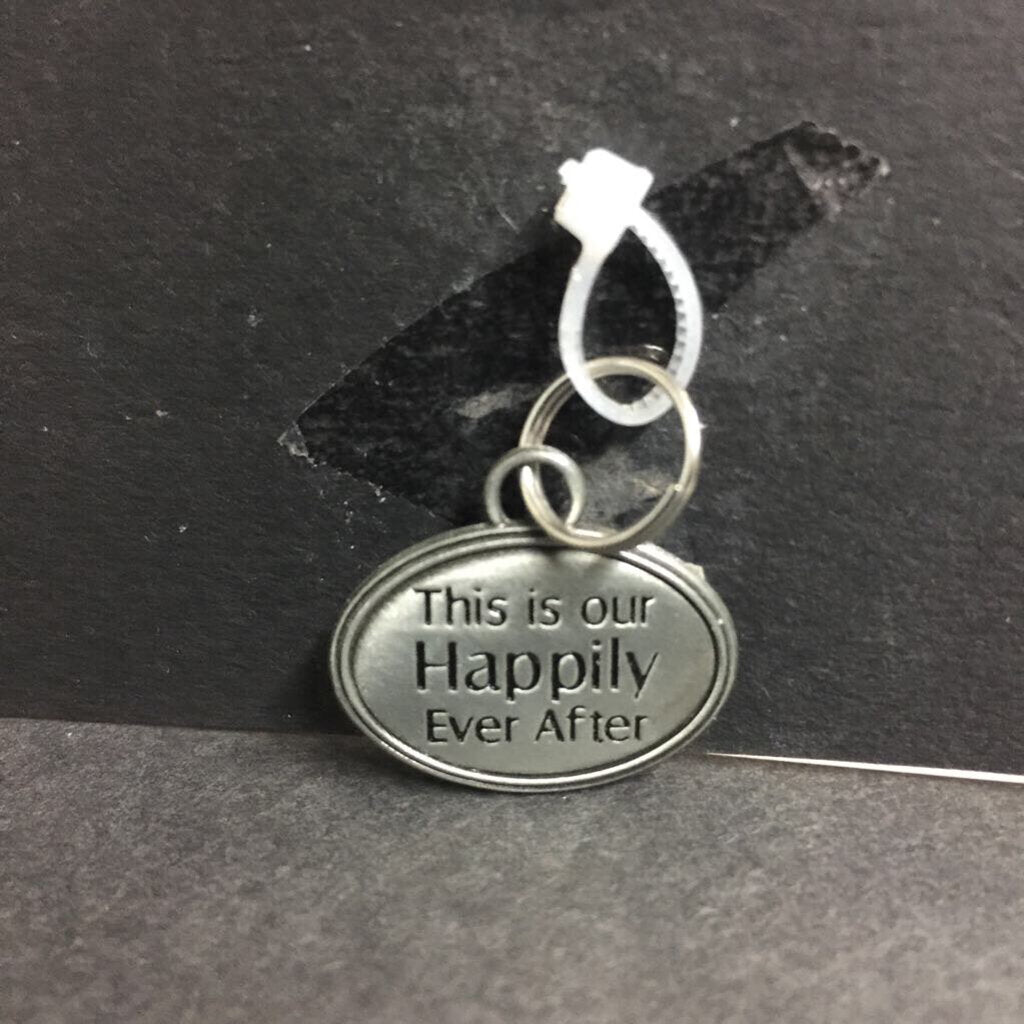 This is our
Happily
Ever After